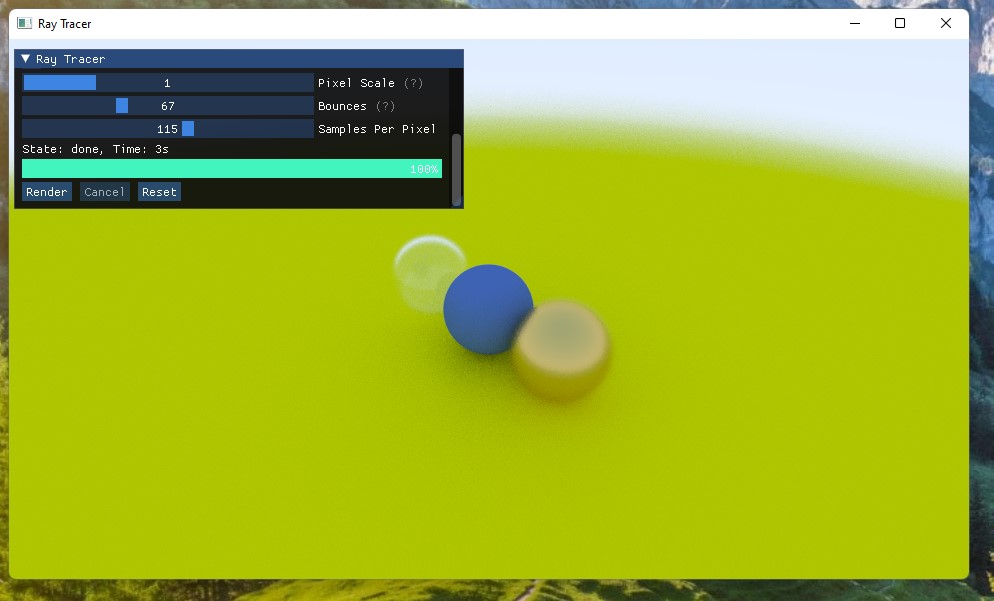 Ray Tracer
▼ Ray Tracer
1 Pixel Scale (?)
67 Bounces (?)
115 Samples Per Pixel
State: done, Time: 3s
100%
Render Cancel Reset